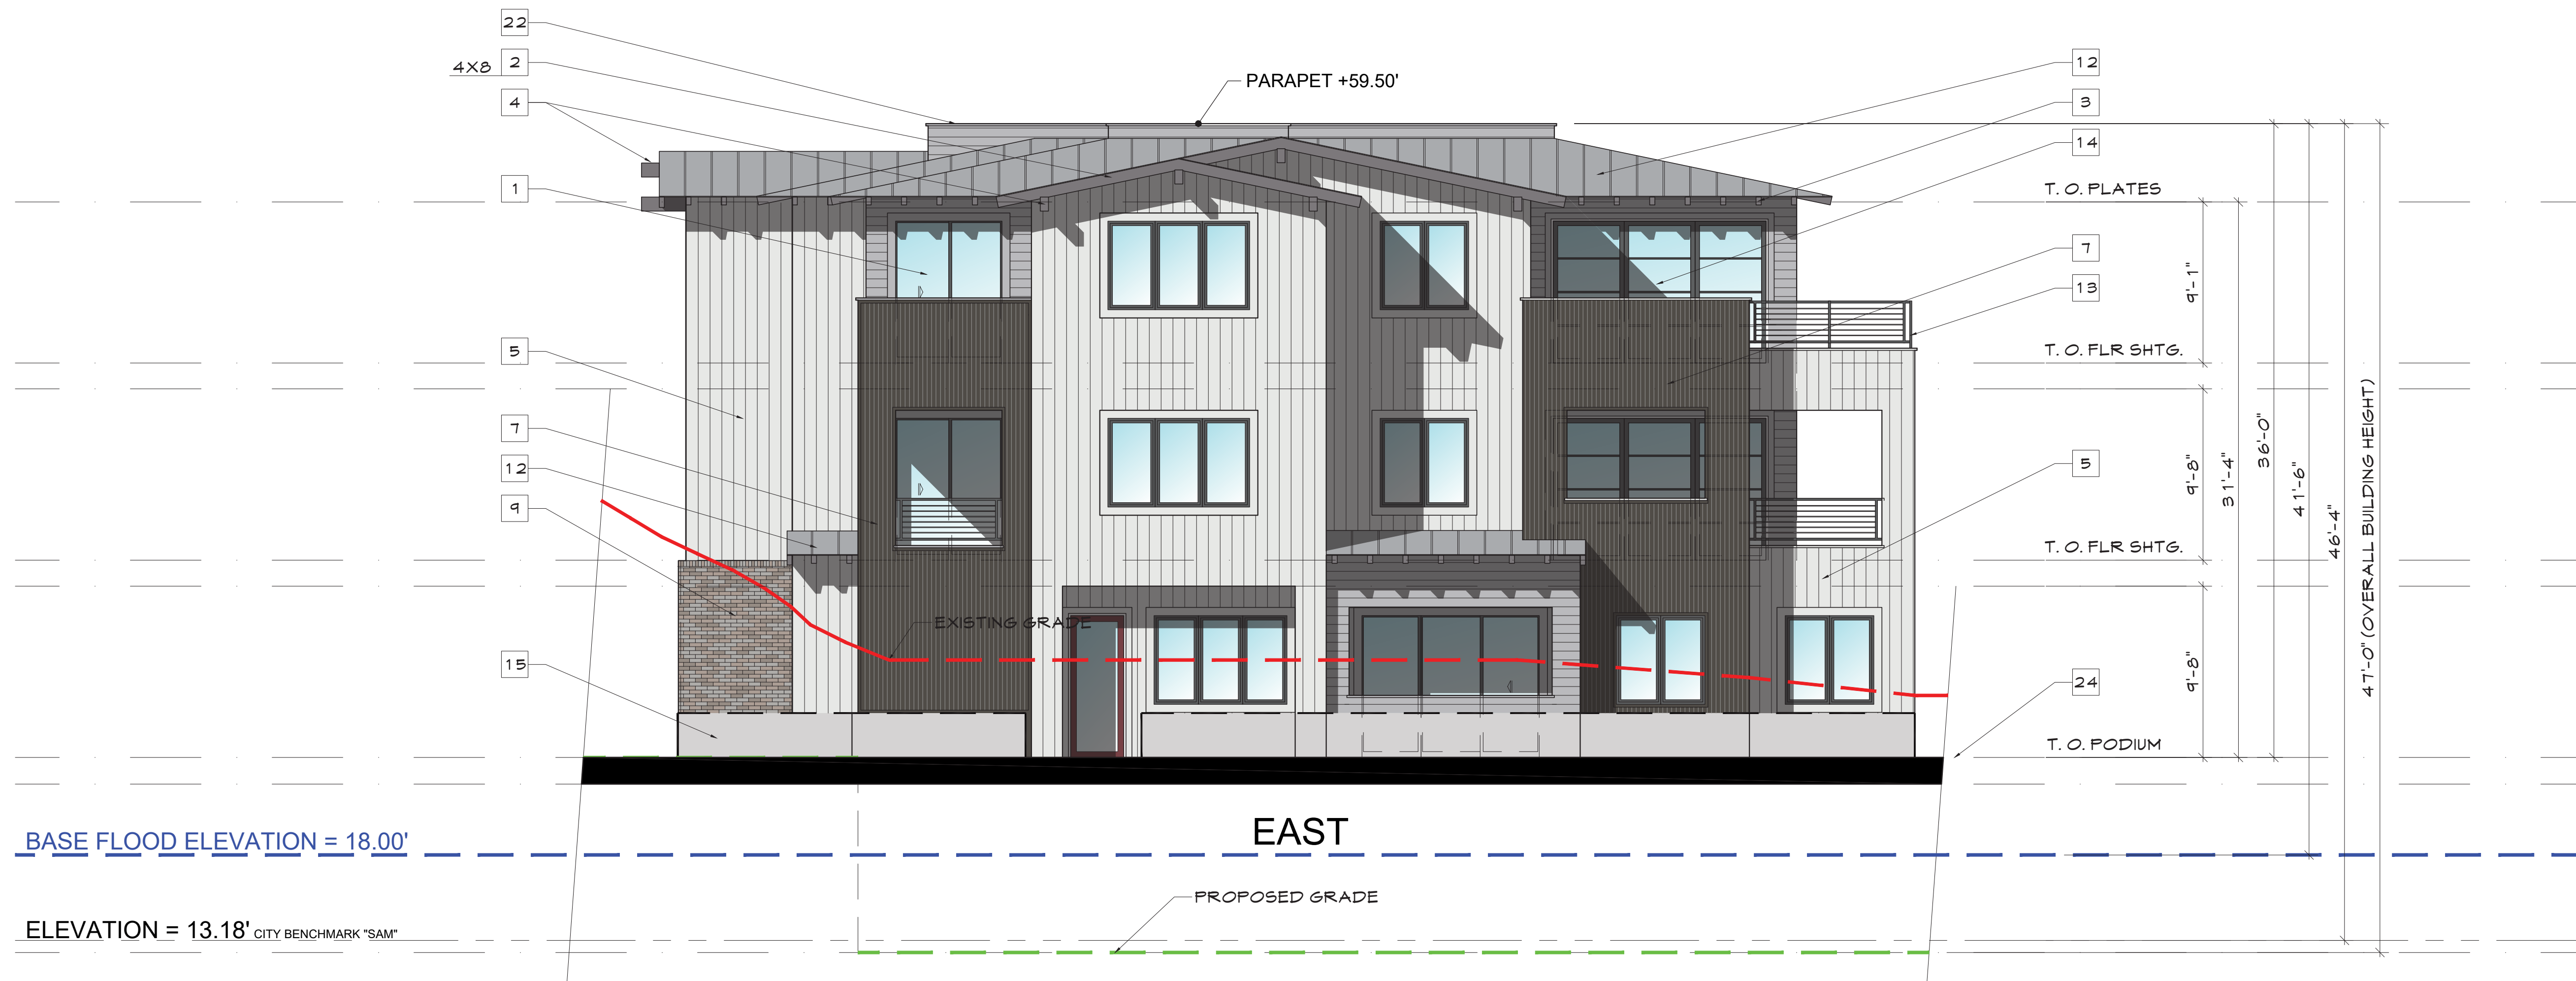 22
4X8 2
4
1
5
7
12
9
15
PARAPET +59.50'
12
3
14
7
13
5
24
T. O. PLATES
T. O. FLR SHTG.
T. O. FLR SHTG.
T. O. PODIUM
9'-1"
9'-8"
9'-8"
31'-4"
36'-0"
41'-6"
46'-4"
47'-0" (OVERALL BUILDING HEIGHT)
EXISTING GRADE
EAST
BASE FLOOD ELEVATION = 18.00'
PROPOSED GRADE
ELEVATION = 13.18' CITY BENCHMARK "SAM"